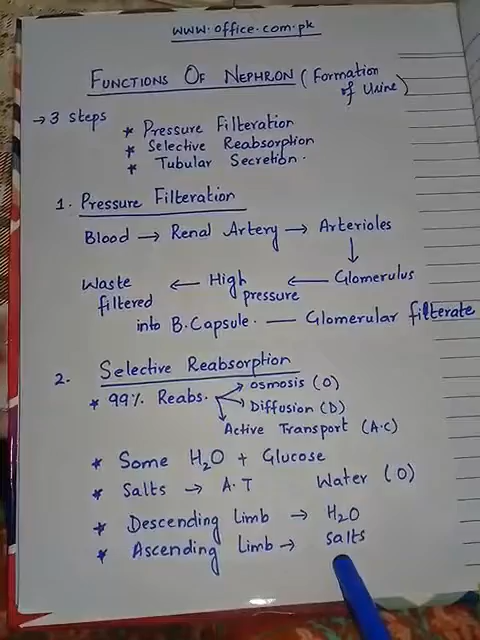 www.office.com.pk
FUNCTIONS OF NEPHRON (Formation of Urine)
→ 3 steps
* Pressure Filteration
* Selective Reabsorption
* Tubular Secretion.
1. Pressure Filteration
Blood → Renal Artery → Arterioles
↓
Waste filtered ← High pressure ← Glomerulus
into B.Capsule. — Glomerular filterate
2. Selective Reabsorption
* 99% Reabs. → Osmosis (O)
→ Diffusion (D)
→ Active Transport (A.C)
* Some H₂O + Glucose
* Salts → A.T Water (O)
* Descending Limb → H₂O
* Ascending Limb → Salts